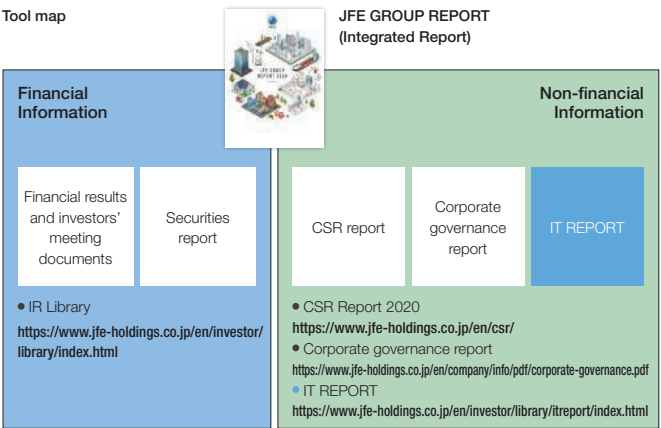 Tool map
JFE GROUP REPORT
(Integrated Report)
JFE GROUP
REPORT 2020
Financial
Information
Non-financial
Information
Financial results
and investors’
meeting
documents
Securities
report
CSR report
Corporate
governance
report
IT REPORT
● IR Library
https://www.jfe-holdings.co.jp/en/investor/
library/index.html
● CSR Report 2020
https://www.jfe-holdings.co.jp/en/csr/
● Corporate governance report
https://www.jfe-holdings.co.jp/en/company/info/pdf/corporate-governance.pdf
● IT REPORT
https://www.jfe-holdings.co.jp/en/investor/library/itreport/index.html